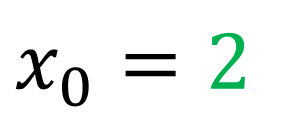 x₀ = 2